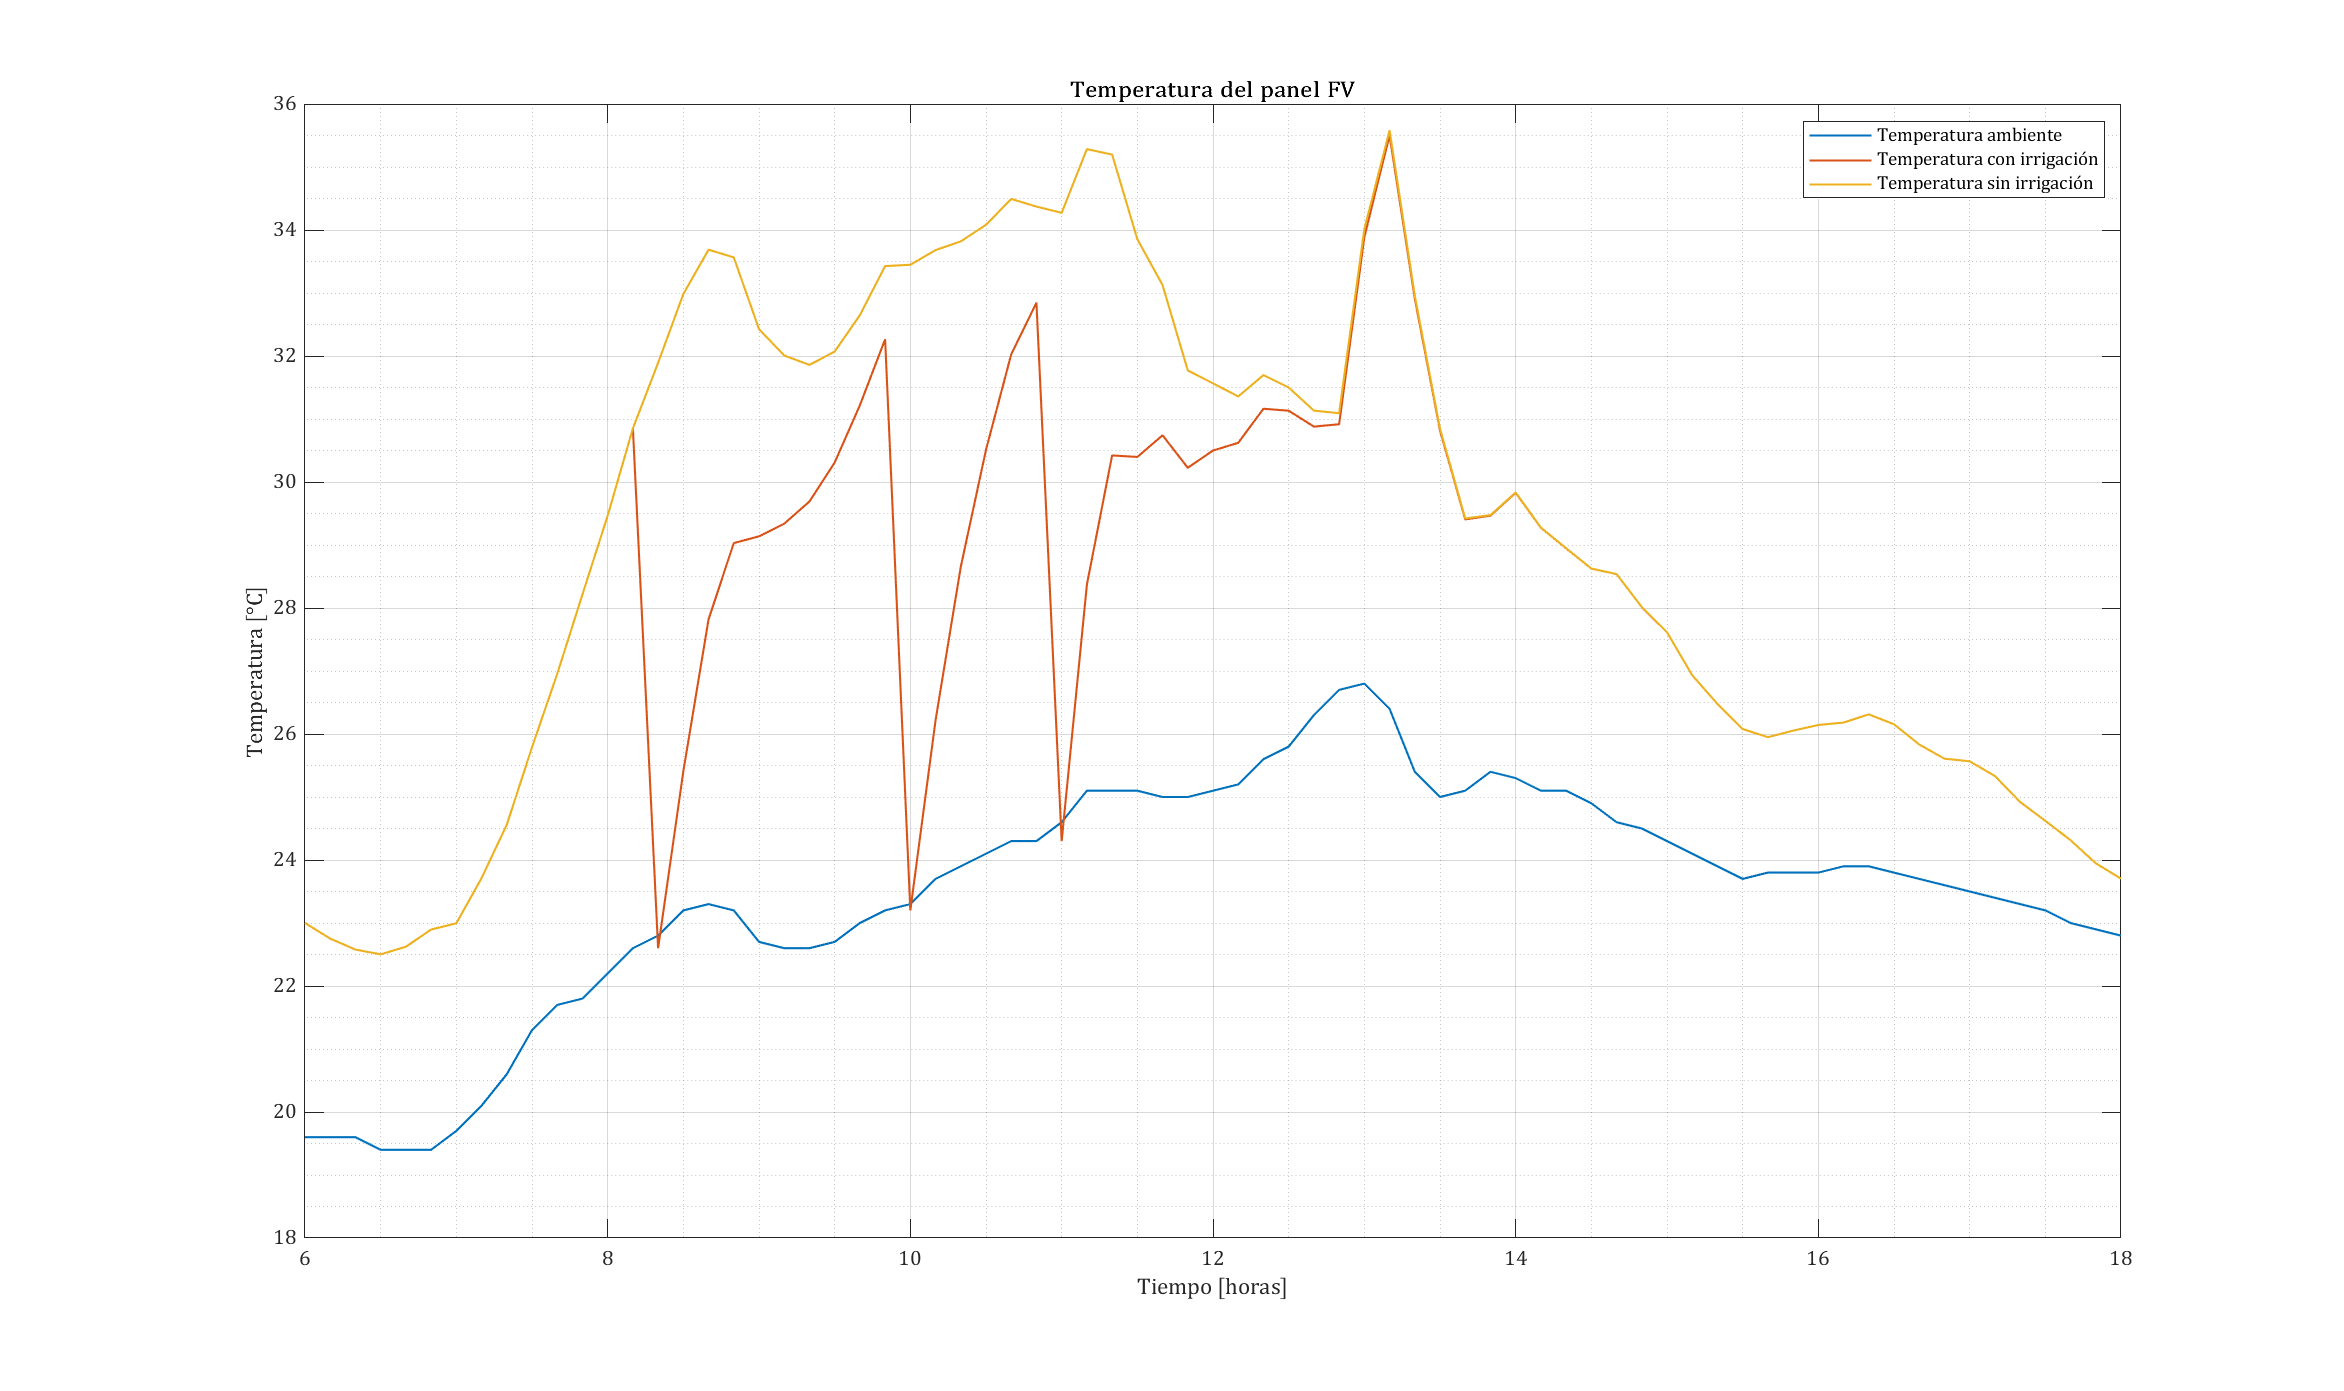 Temperatura del panel FV
Temperatura ambiente
Temperatura con irrigación
Temperatura sin irrigación
36
34
32
30
28
26
24
22
20
18
Temperatura [°C]
6 8 10 12 14 16 18
Tiempo [horas]